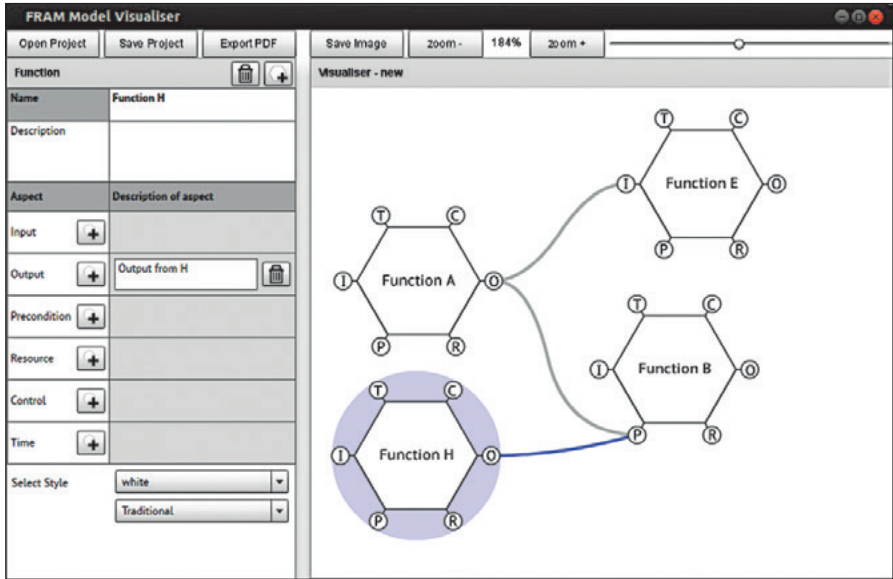 FRAM Model Visualiser
Open Project Save Project Export PDF Save Image zoom - 184% zoom +
Function
Visualiser - new
Name Function H
Description
Aspect Description of aspect
Input
Output Output from H
Precondition
Resource
Control
Time
Select Style white
Traditional
T C
I Function E O
P R
T C
I Function A O
P R
T C
I Function B O
P R
T C
I Function H O
P R